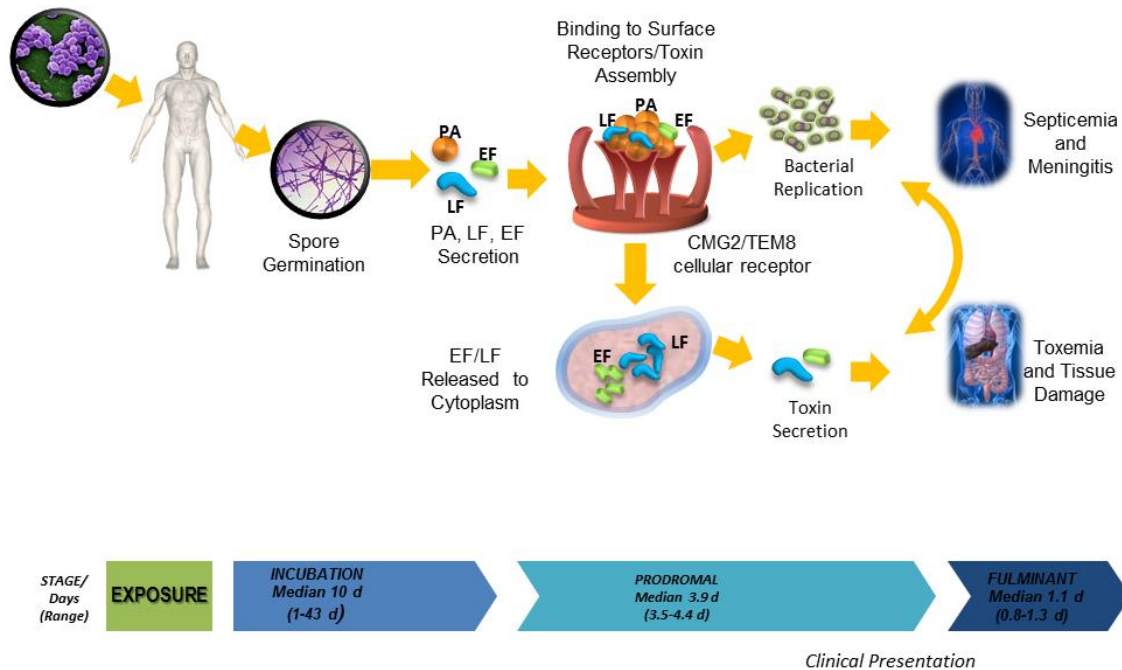 Binding to Surface
Receptors/Toxin
Assembly
PA
LF
EF
PA
EF
LF
Spore
Germination
PA, LF, EF
Secretion
CMG2/TEM8
cellular receptor
Bacterial
Replication
Septicemia
and
Meningitis
EF/LF
Released to
Cytoplasm
EF
LF
Toxin
Secretion
Toxemia
and Tissue
Damage
STAGE/
Days
(Range)
EXPOSURE
INCUBATION
Median 10 d
(1-43 d)
PRODROMAL
Median 3.9 d
(3.5-4.4 d)
FULMINANT
Median 1.1 d
(0.8-1.3 d)
Clinical Presentation